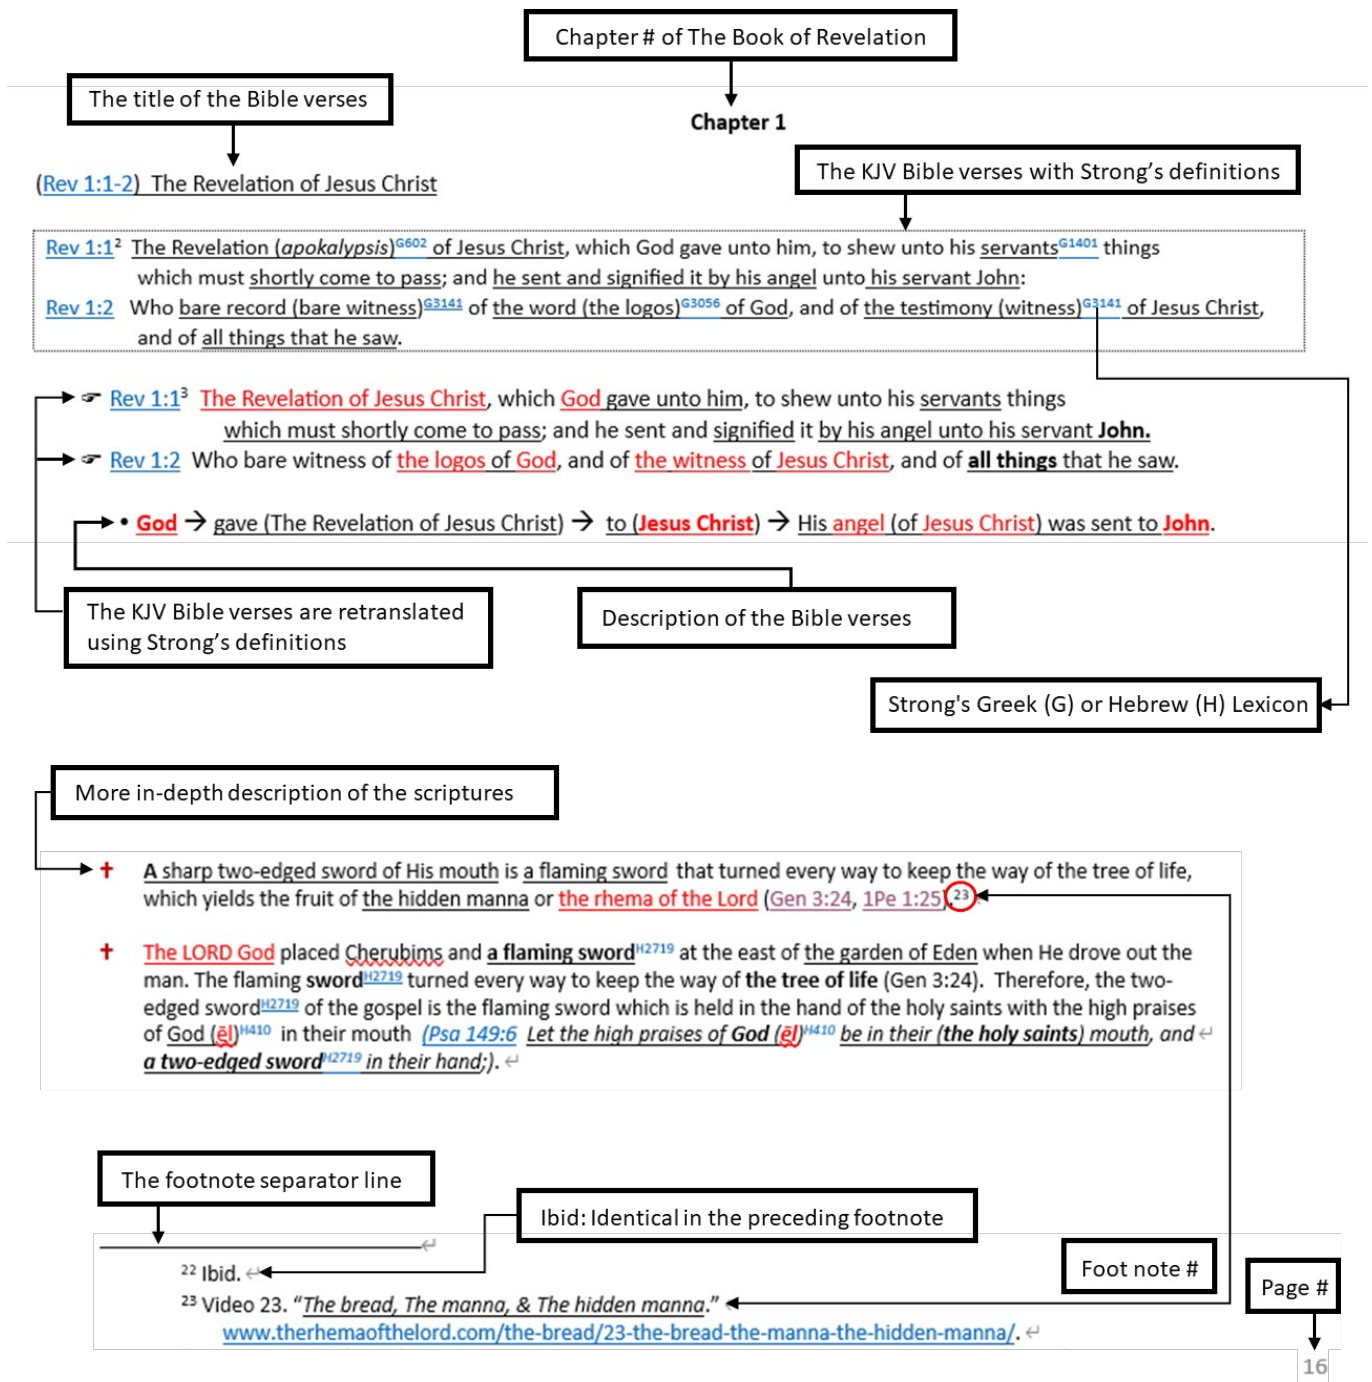 Chapter # of The Book of Revelation
The title of the Bible verses
Chapter 1
The KJV Bible verses with Strong's definitions
(Rev 1:1-2) The Revelation of Jesus Christ
Rev 1:1² The Revelation (apokalypsis)G602 of Jesus Christ, which God gave unto him, to shew unto his servantsG1401 things
which must shortly come to pass; and he sent and signified it by his angel unto his servant John:
Rev 1:2 Who bare record (bare witness)G3141 of the word (the logos)G3056 of God, and of the testimony (witness)G3141 of Jesus Christ,
and of all things that he saw.
☞ Rev 1:1³ The Revelation of Jesus Christ, which God gave unto him, to shew unto his servants things
which must shortly come to pass; and he sent and signified it by his angel unto his servant John.
☞ Rev 1:2 Who bare witness of the logos of God, and of the witness of Jesus Christ, and of all things that he saw.
• God → gave (The Revelation of Jesus Christ) → to (Jesus Christ) → His angel (of Jesus Christ) was sent to John.
The KJV Bible verses are retranslated
using Strong's definitions
Description of the Bible verses
Strong's Greek (G) or Hebrew (H) Lexicon
More in-depth description of the scriptures
✝ A sharp two-edged sword of His mouth is a flaming sword that turned every way to keep the way of the tree of life,
which yields the fruit of the hidden manna or the rhema of the Lord (Gen 3:24, 1Pe 1:25).²³
✝ The LORD God placed Cherubims and a flaming swordH2719 at the east of the garden of Eden when He drove out the
man. The flaming swordH2719 turned every way to keep the way of the tree of life (Gen 3:24). Therefore, the two-
edged swordH2719 of the gospel is the flaming sword which is held in the hand of the holy saints with the high praises
of God (ēl)H410 in their mouth (Psa 149:6 Let the high praises of God (ēl)H410 be in their (the holy saints) mouth, and ↵
a two-edged swordH2719 in their hand;). ↵
The footnote separator line
Ibid: Identical in the preceding footnote
Foot note #
Page #
²² Ibid. ↵
²³ Video 23. "The bread, The manna, & The hidden manna."
www.therhemaofthelord.com/the-bread/23-the-bread-the-manna-the-hidden-manna/. ↵
16